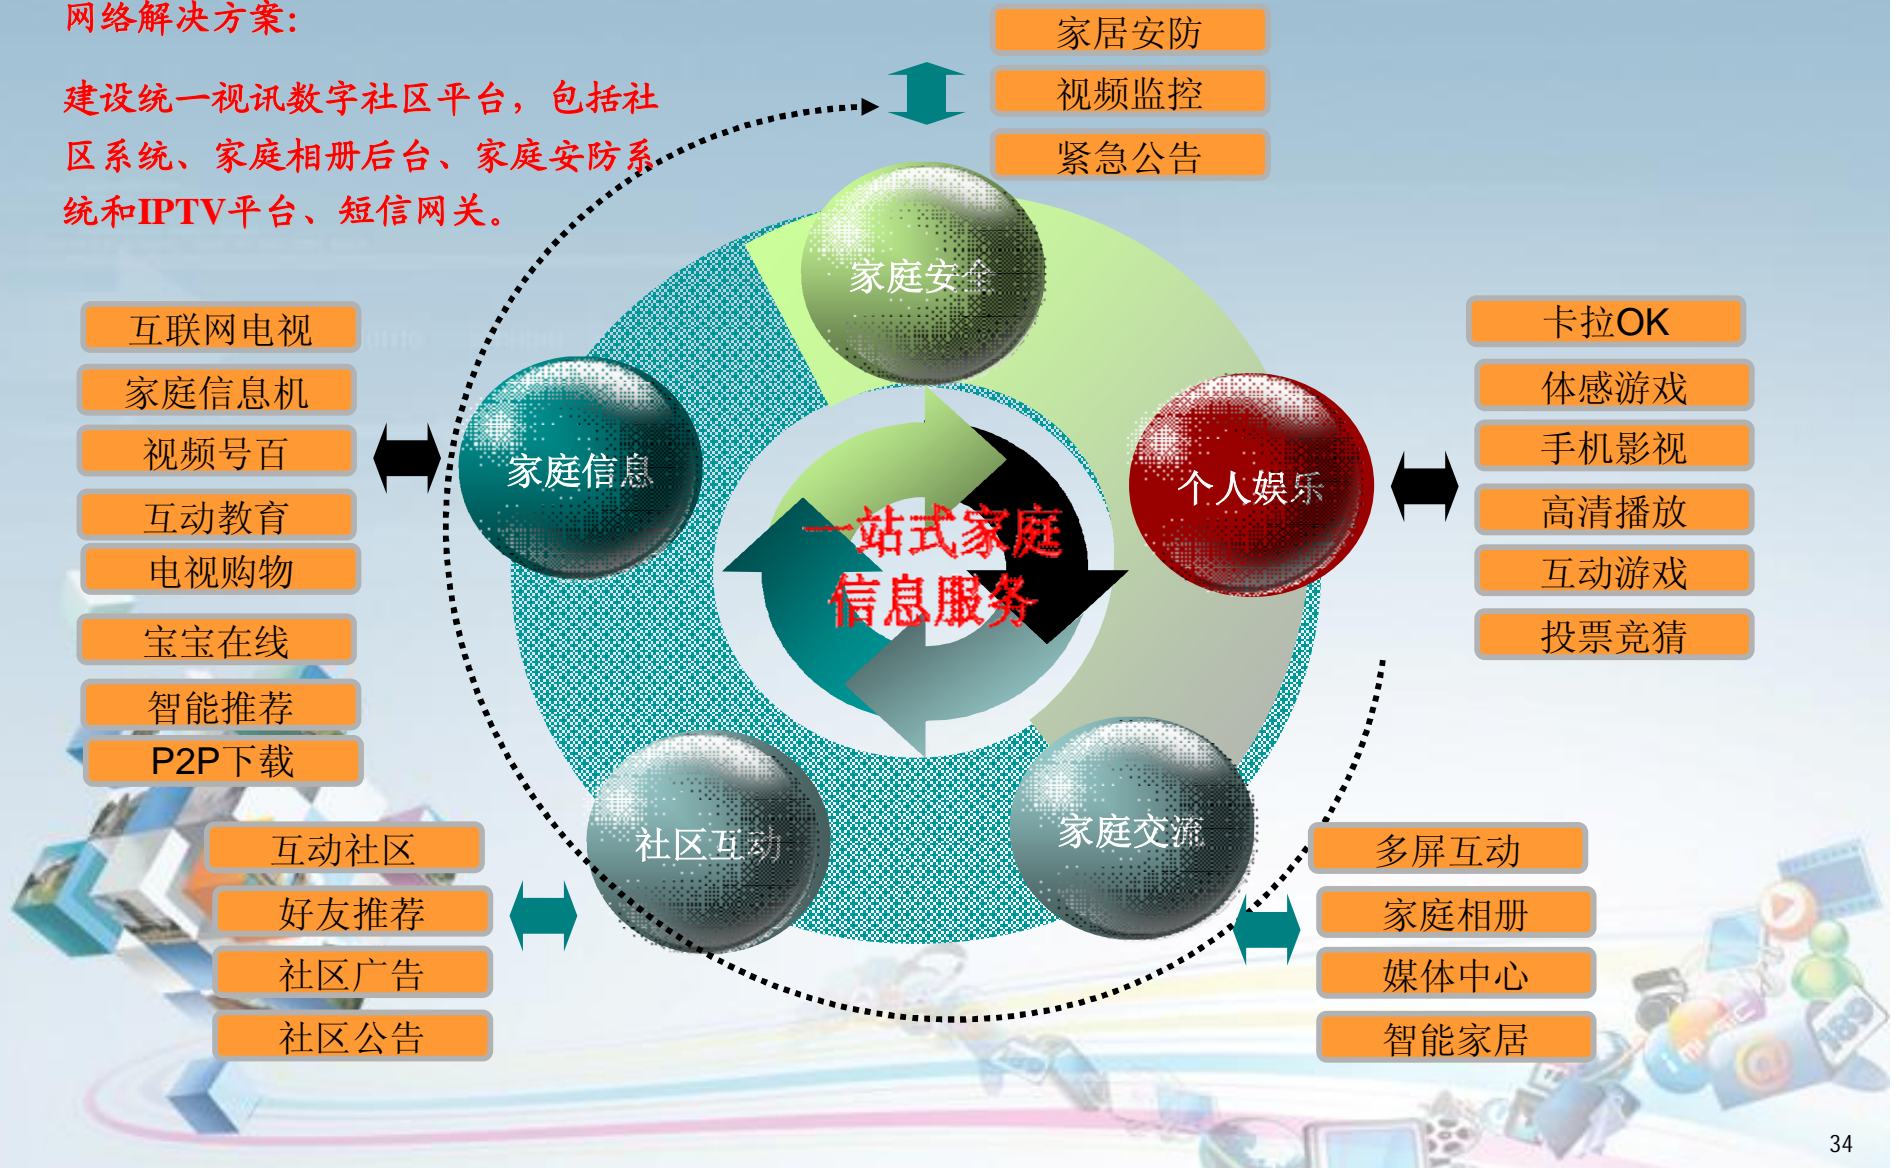 网络解决方案:
建设统一视讯数字社区平台，包括社
区系统、家庭相册后台、家庭安防系
统和IPTV平台、短信网关。
家居安防
视频监控
紧急公告
家庭安全
互联网电视
家庭信息机
视频号百
互动教育
电视购物
宝宝在线
智能推荐
P2P下载
家庭信息
一站式家庭
信息服务
个人娱乐
卡拉OK
体感游戏
手机影视
高清播放
互动游戏
投票竞猜
社区互动
互动社区
好友推荐
社区广告
社区公告
家庭交流
多屏互动
家庭相册
媒体中心
智能家居
189
@
34